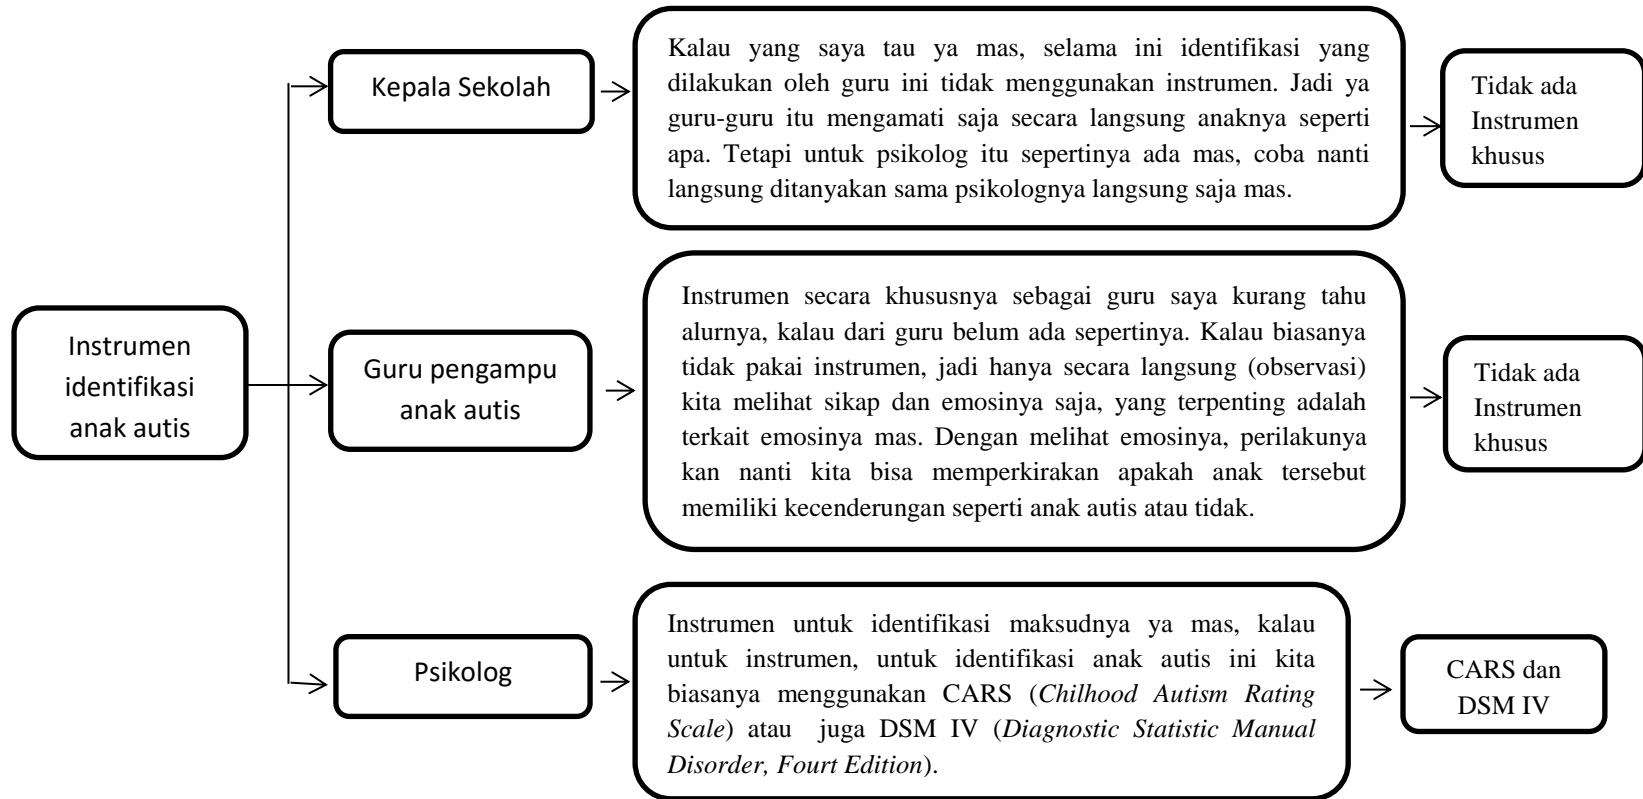 Instrumen
identifikasi
anak autis
Kepala Sekolah
Kalau yang saya tau ya mas, selama ini identifikasi yang
dilakukan oleh guru ini tidak menggunakan instrumen. Jadi ya
guru-guru itu mengamati saja secara langsung anaknya seperti
apa. Tetapi untuk psikolog itu sepertinya ada mas, coba nanti
langsung ditanyakan sama psikolognya langsung saja mas.
Tidak ada
Instrumen
khusus
Guru pengampu
anak autis
Instrumen secara khususnya sebagai guru saya kurang tahu
alurnya, kalau dari guru belum ada sepertinya. Kalau biasanya
tidak pakai instrumen, jadi hanya secara langsung (observasi)
kita melihat sikap dan emosinya saja, yang terpenting adalah
terkait emosinya mas. Dengan melihat emosinya, perilakunya
kan nanti kita bisa memperkirakan apakah anak tersebut
memiliki kecenderungan seperti anak autis atau tidak.
Tidak ada
Instrumen
khusus
Psikolog
Instrumen untuk identifikasi maksudnya ya mas, kalau
untuk instrumen, untuk identifikasi anak autis ini kita
biasanya menggunakan CARS (Chilhood Autism Rating
Scale) atau juga DSM IV (Diagnostic Statistic Manual
Disorder, Fourt Edition).
CARS dan
DSM IV